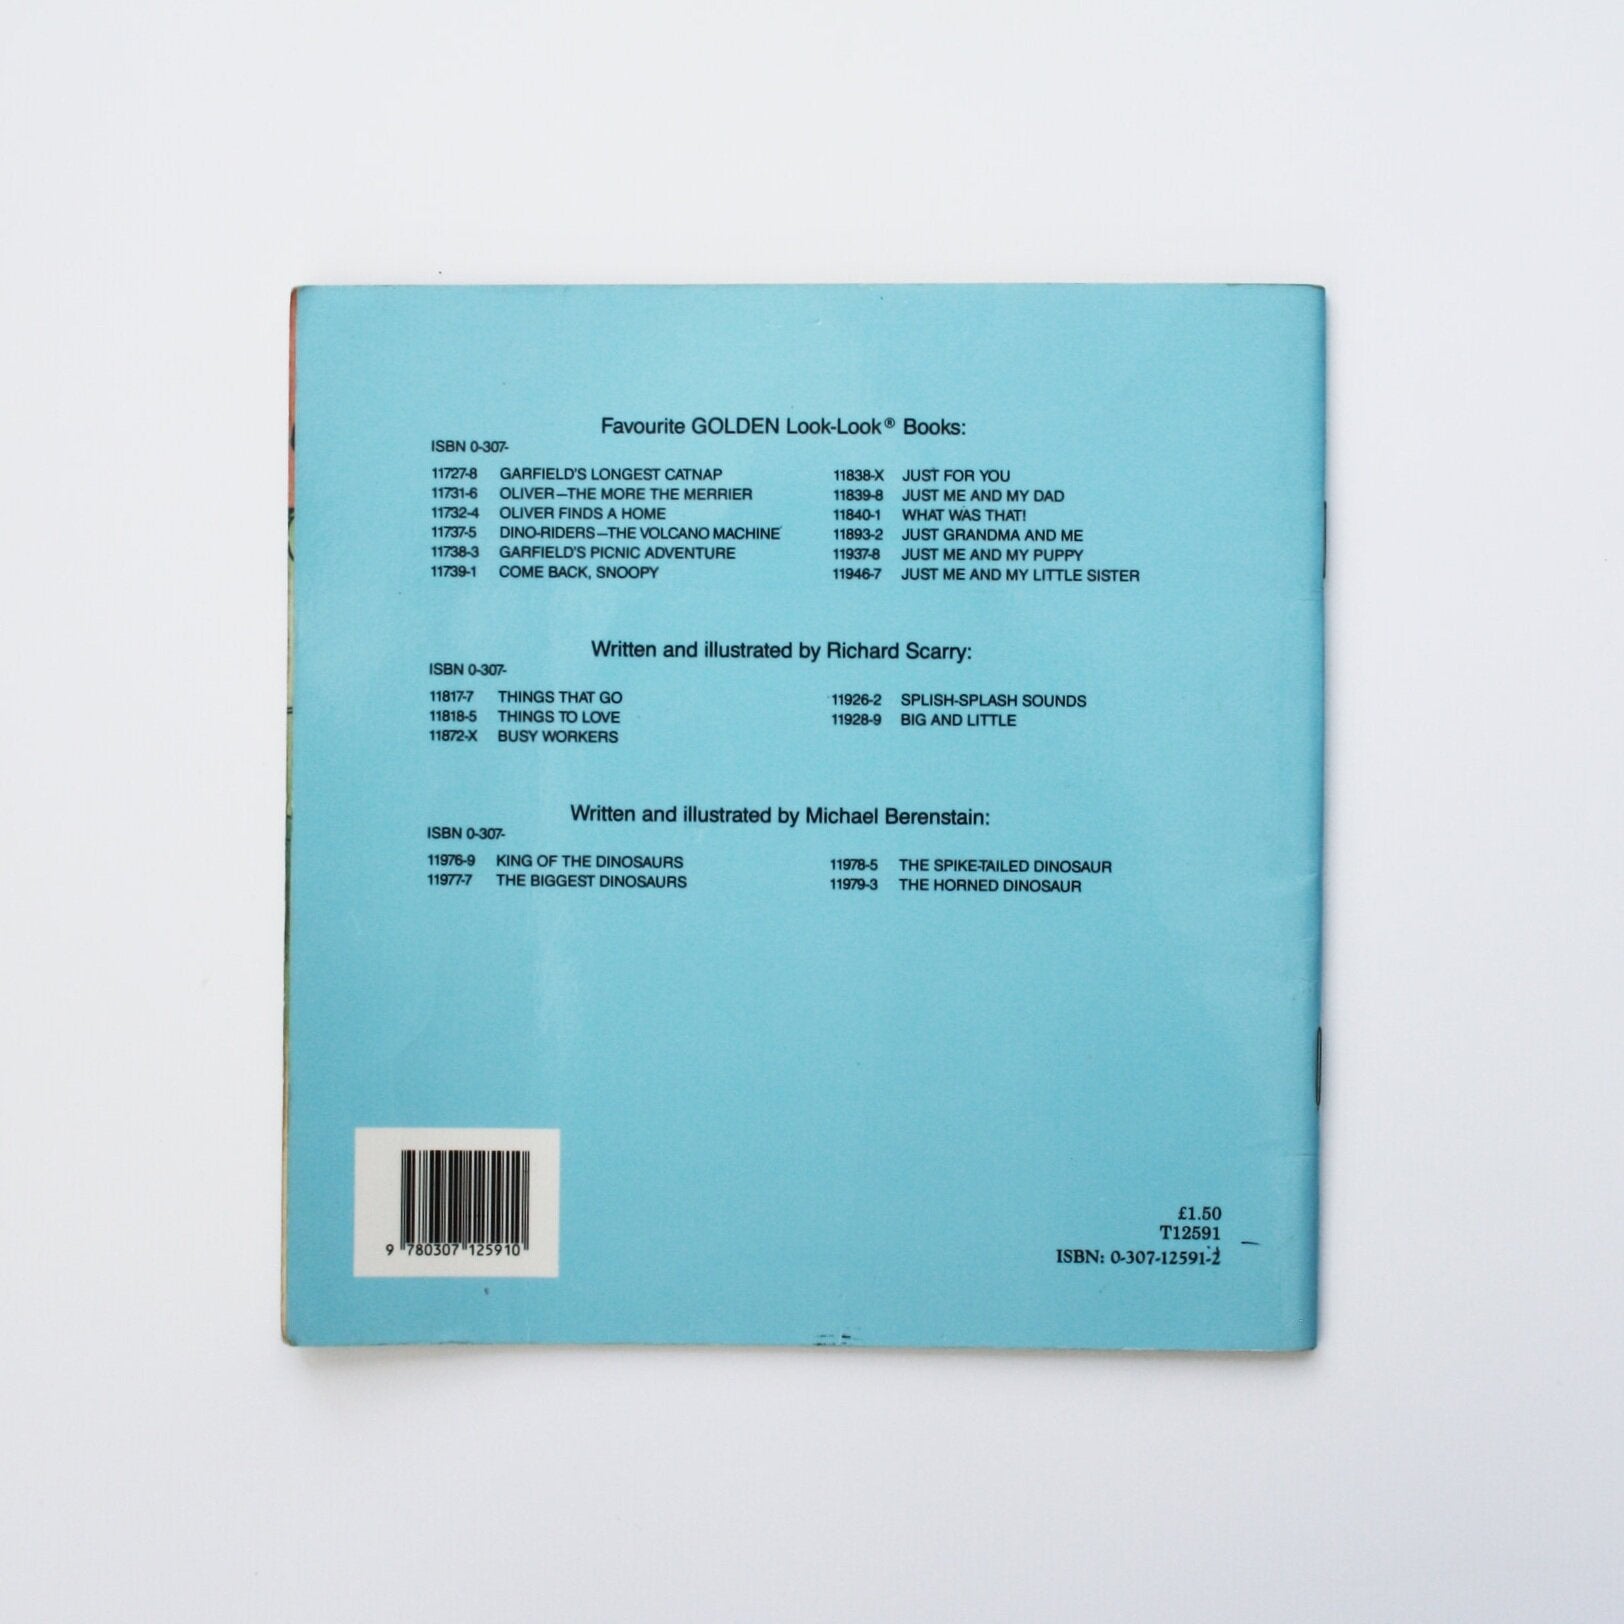 Favourite GOLDEN Look-Look® Books:
ISBN 0-307-
11727-8 GARFIELD'S LONGEST CATNAP
11731-6 OLIVER—THE MORE THE MERRIER
11732-4 OLIVER FINDS A HOME
11737-5 DINO-RIDERS—THE VOLCANO MACHINE
11738-3 GARFIELD'S PICNIC ADVENTURE
11739-1 COME BACK, SNOOPY
11838-X JUST FOR YOU
11839-8 JUST ME AND MY DAD
11840-1 WHAT WAS THAT!
11893-2 JUST GRANDMA AND ME
11937-8 JUST ME AND MY PUPPY
11946-7 JUST ME AND MY LITTLE SISTER
Written and illustrated by Richard Scarry:
ISBN 0-307-
11817-7 THINGS THAT GO
11818-5 THINGS TO LOVE
11872-X BUSY WORKERS
11926-2 SPLISH-SPLASH SOUNDS
11928-9 BIG AND LITTLE
Written and illustrated by Michael Berenstain:
ISBN 0-307-
11976-9 KING OF THE DINOSAURS
11977-7 THE BIGGEST DINOSAURS
11978-5 THE SPIKE-TAILED DINOSAUR
11979-3 THE HORNED DINOSAUR
9 780307 125910
£1.50
T12591
ISBN: 0-307-12591-2